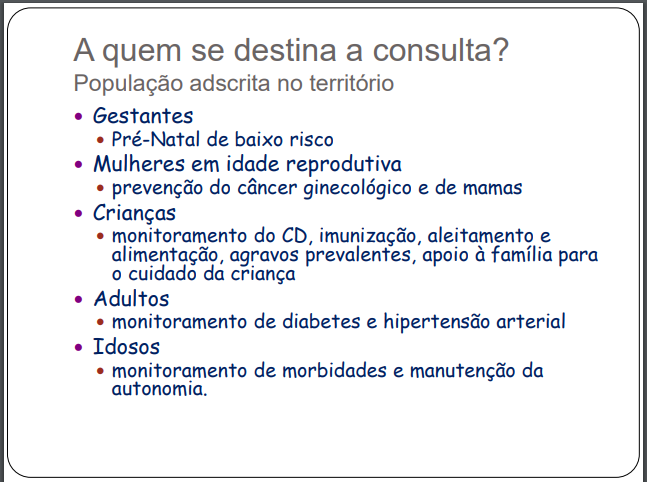 A quem se destina a consulta?
População adscrita no território
• Gestantes
• Pré-Natal de baixo risco
• Mulheres em idade reprodutiva
• prevenção do câncer ginecológico e de mamas
• Crianças
• monitoramento do CD, imunização, aleitamento e
alimentação, agravos prevalentes, apoio à família para
o cuidado da criança
• Adultos
• monitoramento de diabetes e hipertensão arterial
• Idosos
• monitoramento de morbidades e manutenção da
autonomia.